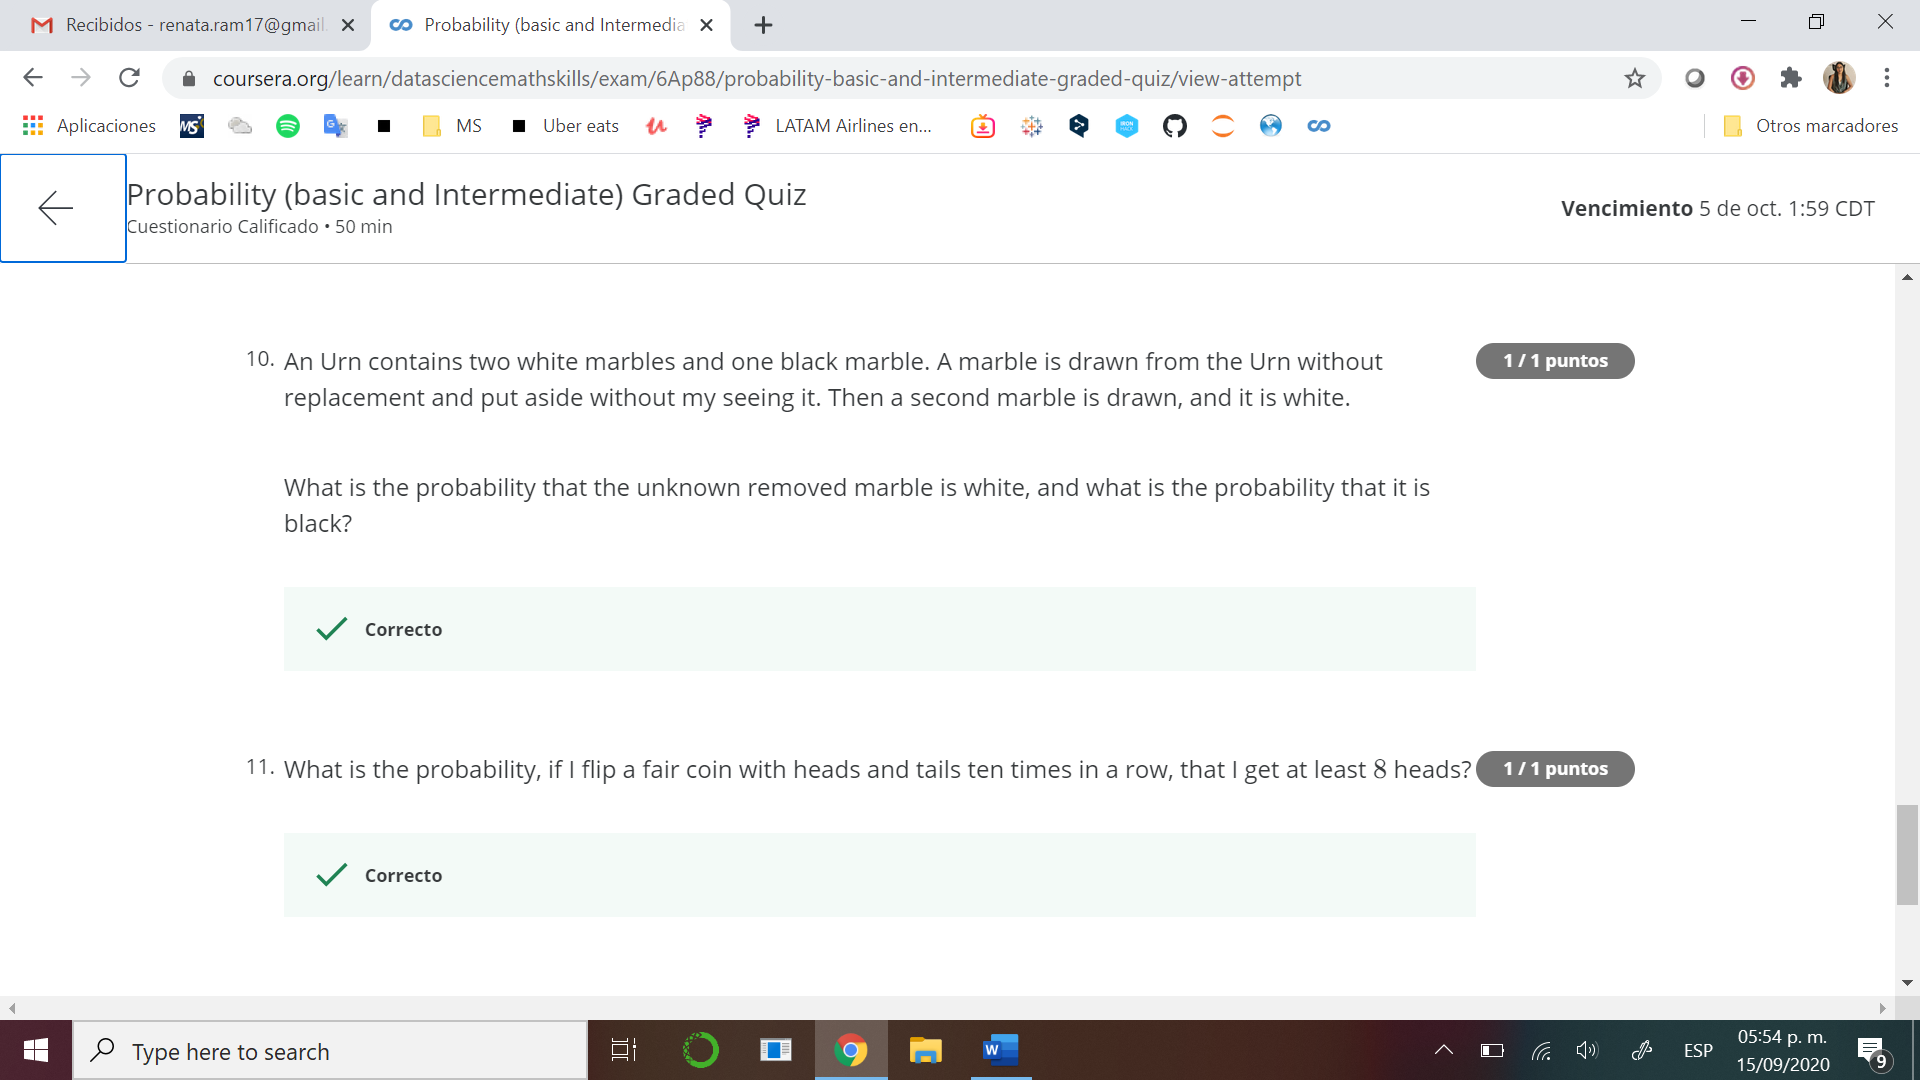 Recibidos - renata.ram17@gmail.
Probability (basic and Intermedia
coursera.org/learn/datasciencemathskills/exam/6Ap88/probability-basic-and-intermediate-graded-quiz/view-attempt
Aplicaciones
MS
Uber eats
LATAM Airlines en...
Otros marcadores
Probability (basic and Intermediate) Graded Quiz
Cuestionario Calificado • 50 min
Vencimiento 5 de oct. 1:59 CDT
10. An Urn contains two white marbles and one black marble. A marble is drawn from the Urn without
replacement and put aside without my seeing it. Then a second marble is drawn, and it is white.
1 / 1 puntos
What is the probability that the unknown removed marble is white, and what is the probability that it is
black?
Correcto
11. What is the probability, if I flip a fair coin with heads and tails ten times in a row, that I get at least 8 heads?
1 / 1 puntos
Correcto
Type here to search
ESP
05:54 p. m.
15/09/2020
9